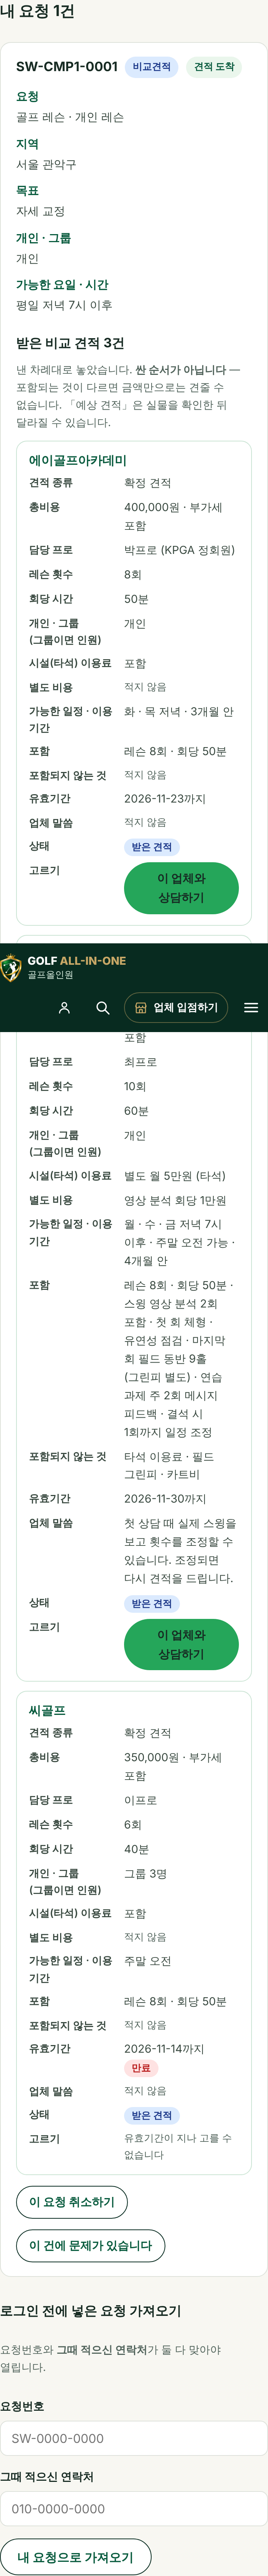 내 요청 1건
SW-CMP1-0001 비교견적 견적 도착
요청
골프 레슨 · 개인 레슨
지역
서울 관악구
목표
자세 교정
개인 · 그룹
개인
가능한 요일 · 시간
평일 저녁 7시 이후
받은 비교 견적 3건
낸 차례대로 놓았습니다. 싼 순서가 아닙니다 —
포함되는 것이 다르면 금액만으로는 견줄 수
없습니다. 「예상 견적」은 실물을 확인한 뒤
달라질 수 있습니다.
에이골프아카데미
견적 종류 확정 견적
총비용 400,000원 · 부가세
포함
담당 프로 박프로 (KPGA 정회원)
레슨 횟수 8회
회당 시간 50분
개인 · 그룹 개인
(그룹이면 인원)
시설(타석) 이용료 포함
별도 비용 적지 않음
가능한 일정 · 이용 화 · 목 저녁 · 3개월 안
기간
포함 레슨 8회 · 회당 50분
포함되지 않는 것 적지 않음
유효기간 2026-11-23까지
업체 말씀 적지 않음
상태 받은 견적
고르기 이 업체와
상담하기
GOLF ALL-IN-ONE
골프올인원
업체 입점하기
포함
담당 프로 최프로
레슨 횟수 10회
회당 시간 60분
개인 · 그룹 개인
(그룹이면 인원)
시설(타석) 이용료 별도 월 5만원 (타석)
별도 비용 영상 분석 회당 1만원
가능한 일정 · 이용 월 · 수 · 금 저녁 7시
기간 이후 · 주말 오전 가능 ·
4개월 안
포함 레슨 8회 · 회당 50분 ·
스윙 영상 분석 2회
포함 · 첫 회 체형 ·
유연성 점검 · 마지막
회 필드 동반 9홀
(그린피 별도) · 연습
과제 주 2회 메시지
피드백 · 결석 시
1회까지 일정 조정
포함되지 않는 것 타석 이용료 · 필드
그린피 · 카트비
유효기간 2026-11-30까지
업체 말씀 첫 상담 때 실제 스윙을
보고 횟수를 조정할 수
있습니다. 조정되면
다시 견적을 드립니다.
상태 받은 견적
고르기 이 업체와
상담하기
씨골프
견적 종류 확정 견적
총비용 350,000원 · 부가세
포함
담당 프로 이프로
레슨 횟수 6회
회당 시간 40분
개인 · 그룹 그룹 3명
(그룹이면 인원)
시설(타석) 이용료 포함
별도 비용 적지 않음
가능한 일정 · 이용 주말 오전
기간
포함 레슨 8회 · 회당 50분
포함되지 않는 것 적지 않음
유효기간 2026-11-14까지
만료
업체 말씀 적지 않음
상태 받은 견적
고르기 유효기간이 지나 고를 수
없습니다
이 요청 취소하기
이 건에 문제가 있습니다
로그인 전에 넣은 요청 가져오기
요청번호와 그때 적으신 연락처가 둘 다 맞아야
열립니다.
요청번호
SW-0000-0000
그때 적으신 연락처
010-0000-0000
내 요청으로 가져오기